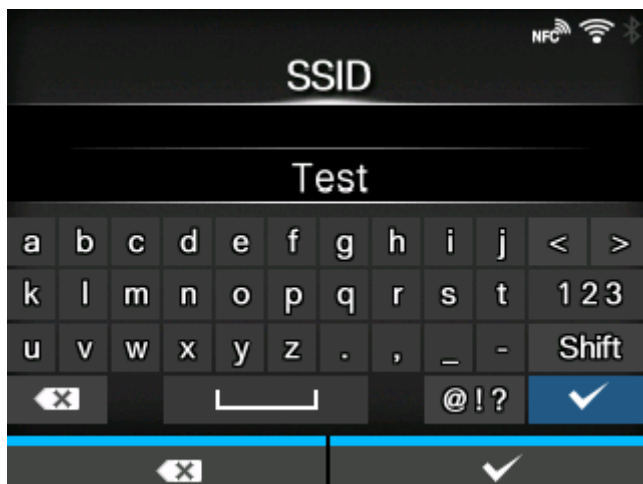 NFC
SSID
Test
a b c d e f g h i j < >
k l m n o p q r s t 123
u v w x y z . , _ - Shift
@!?